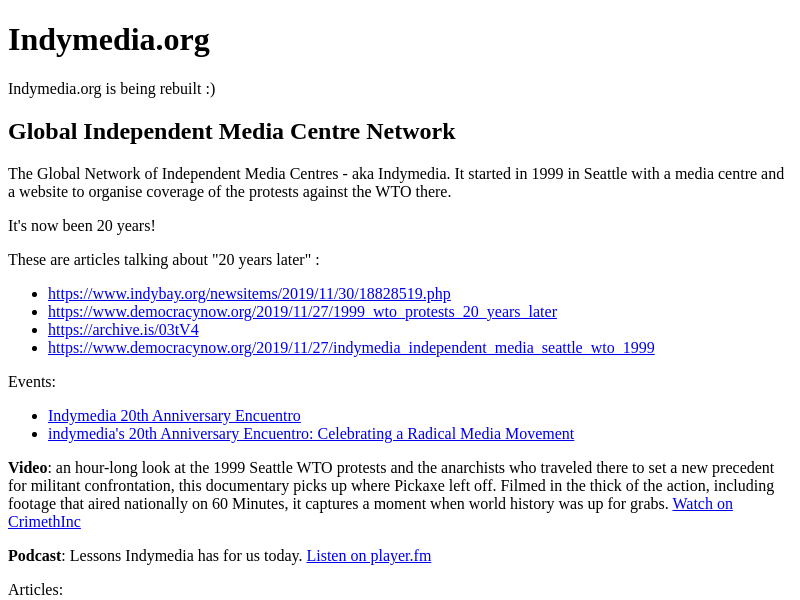 Indymedia.org
Indymedia.org is being rebuilt :)
Global Independent Media Centre Network
The Global Network of Independent Media Centres - aka Indymedia. It started in 1999 in Seattle with a media centre and
a website to organise coverage of the protests against the WTO there.
It's now been 20 years!
These are articles talking about "20 years later" :
https://www.indybay.org/newsitems/2019/11/30/18828519.php
https://www.democracynow.org/2019/11/27/1999_wto_protests_20_years_later
https://archive.is/03tV4
https://www.democracynow.org/2019/11/27/indymedia_independent_media_seattle_wto_1999
Events:
Indymedia 20th Anniversary Encuentro
indymedia's 20th Anniversary Encuentro: Celebrating a Radical Media Movement
Video: an hour-long look at the 1999 Seattle WTO protests and the anarchists who traveled there to set a new precedent
for militant confrontation, this documentary picks up where Pickaxe left off. Filmed in the thick of the action, including
footage that aired nationally on 60 Minutes, it captures a moment when world history was up for grabs. Watch on
CrimethInc
Podcast: Lessons Indymedia has for us today. Listen on player.fm
Articles: